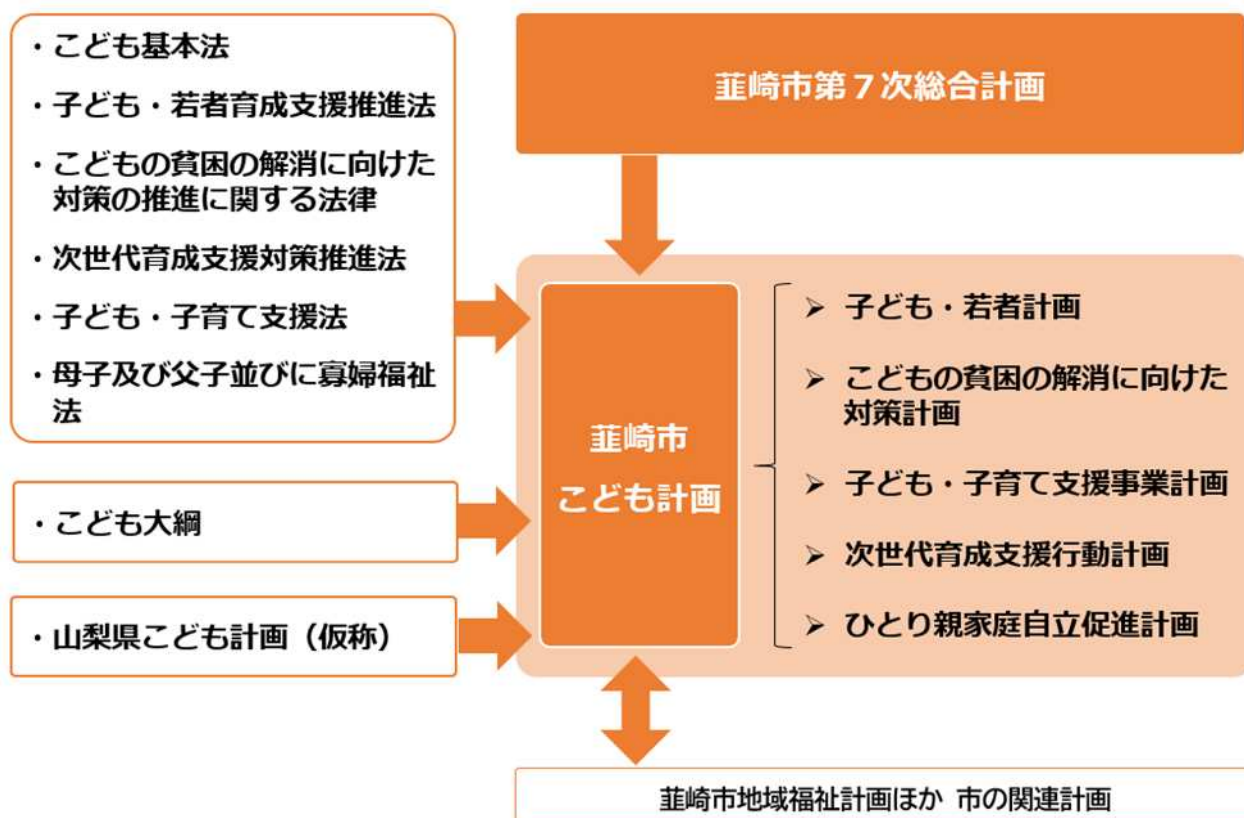 ・こども基本法
・子ども・若者育成支援推進法
・こどもの貧困の解消に向けた
対策の推進に関する法律
・次世代育成支援対策推進法
・子ども・子育て支援法
・母子及び父子並びに寡婦福祉
法
・こども大綱
・山梨県こども計画（仮称）
韮崎市第７次総合計画
韮崎市
こども計画
➢ 子ども・若者計画
➢ こどもの貧困の解消に向けた
対策計画
➢ 子ども・子育て支援事業計画
➢ 次世代育成支援行動計画
➢ ひとり親家庭自立促進計画
韮崎市地域福祉計画ほか 市の関連計画